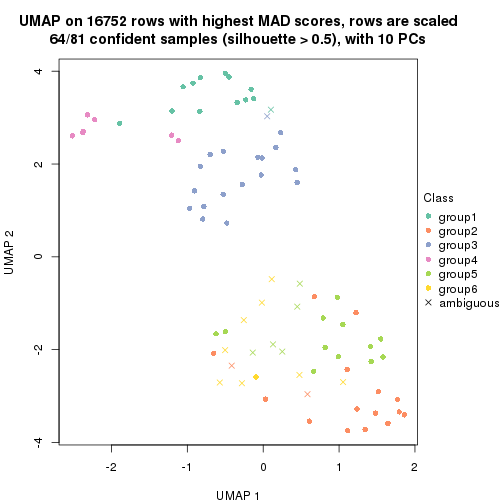 UMAP on 16752 rows with highest MAD scores, rows are scaled
64/81 confident samples (silhouette > 0.5), with 10 PCs
4
2
0
-2
-4
UMAP 2
-2
-1
0
1
2
UMAP 1
Class
group1
group2
group3
group4
group5
group6
ambiguous